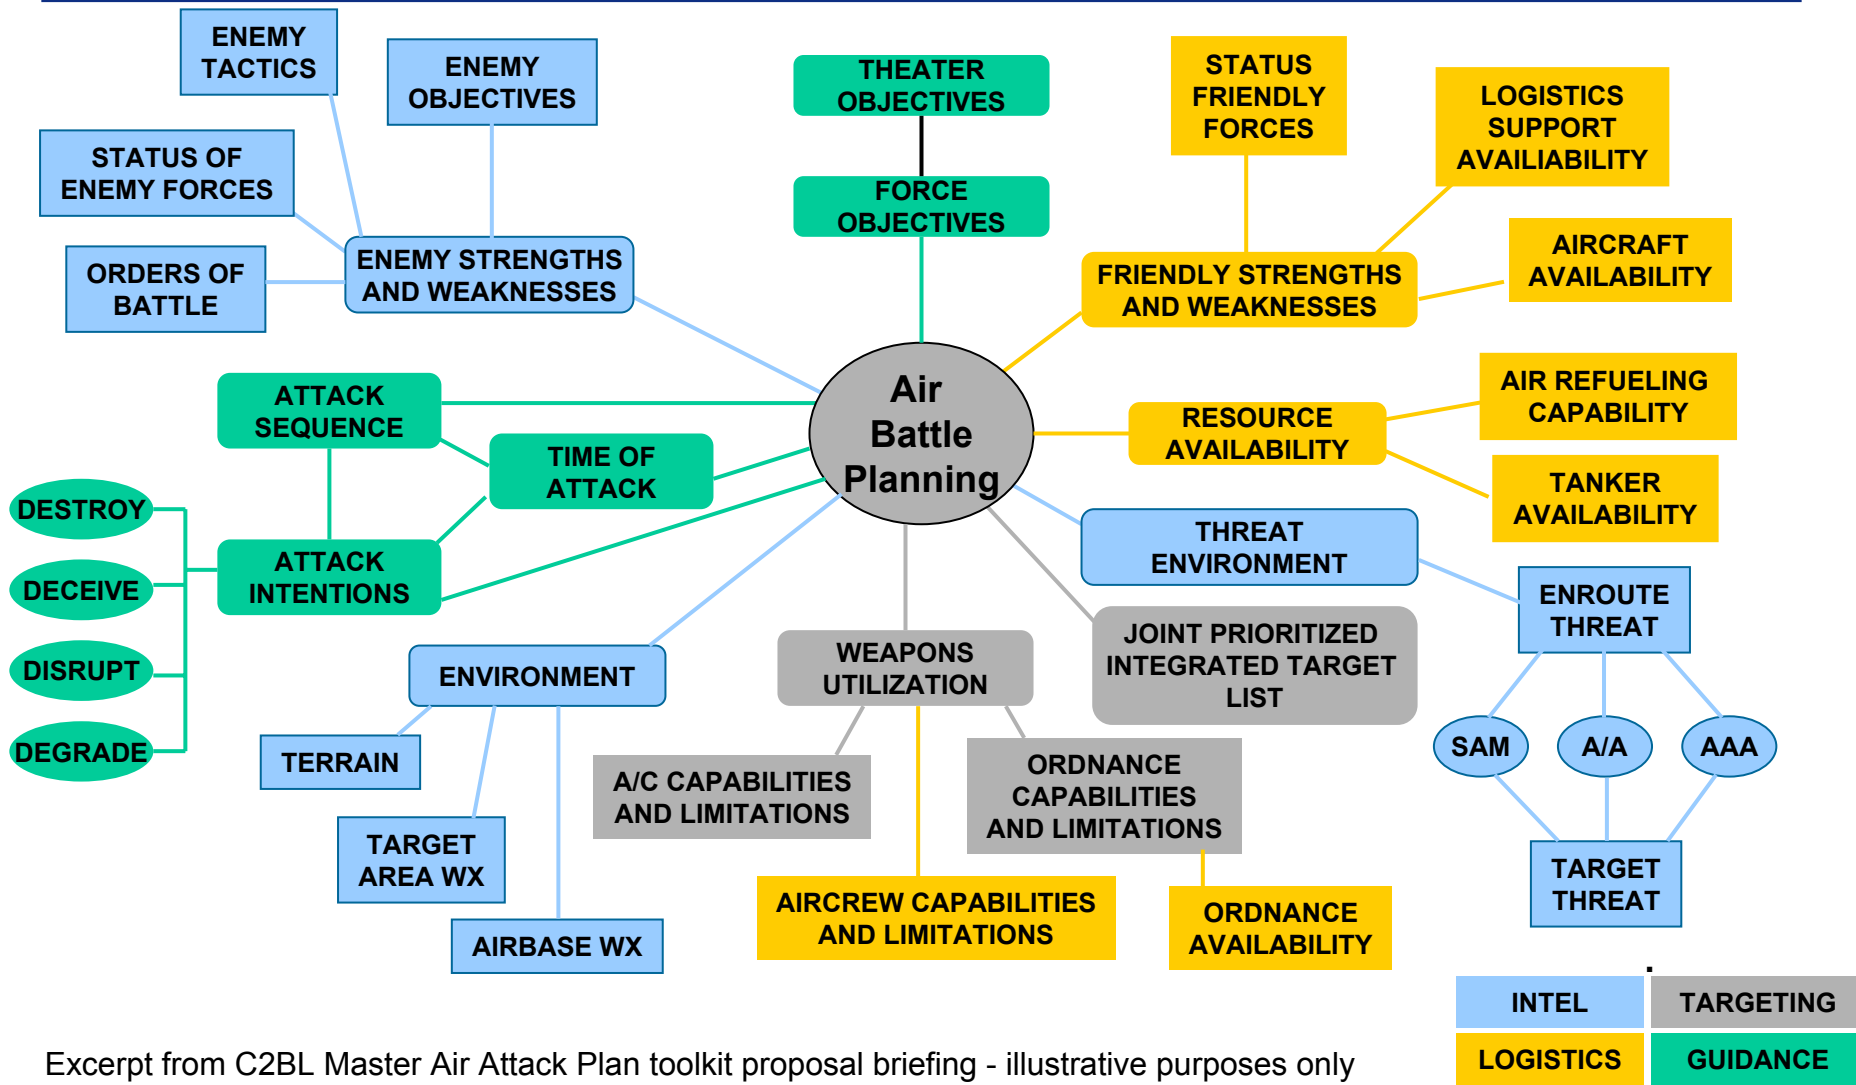 ENEMY
TACTICS
ENEMY
OBJECTIVES
THEATER
OBJECTIVES
STATUS
FRIENDLY
FORCES
LOGISTICS
SUPPORT
AVAILIABILITY
STATUS OF
ENEMY FORCES
FORCE
OBJECTIVES
ORDERS OF
BATTLE
ENEMY STRENGTHS
AND WEAKNESSES
FRIENDLY STRENGTHS
AND WEAKNESSES
AIRCRAFT
AVAILABILITY
ATTACK
SEQUENCE
Air
Battle
Planning
RESOURCE
AVAILABILITY
AIR REFUELING
CAPABILITY
TIME OF
ATTACK
TANKER
AVAILABILITY
DESTROY
DECEIVE
DISRUPT
DEGRADE
ATTACK
INTENTIONS
THREAT
ENVIRONMENT
ENROUTE
THREAT
ENVIRONMENT
WEAPONS
UTILIZATION
JOINT PRIORITIZED
INTEGRATED TARGET
LIST
SAM
A/A
AAA
TERRAIN
A/C CAPABILITIES
AND LIMITATIONS
ORDNANCE
CAPABILITIES
AND LIMITATIONS
TARGET
AREA WX
TARGET
THREAT
AIRBASE WX
AIRCREW CAPABILITIES
AND LIMITATIONS
ORDNANCE
AVAILABILITY
.
INTEL
TARGETING
LOGISTICS
GUIDANCE
Excerpt from C2BL Master Air Attack Plan toolkit proposal briefing - illustrative purposes only